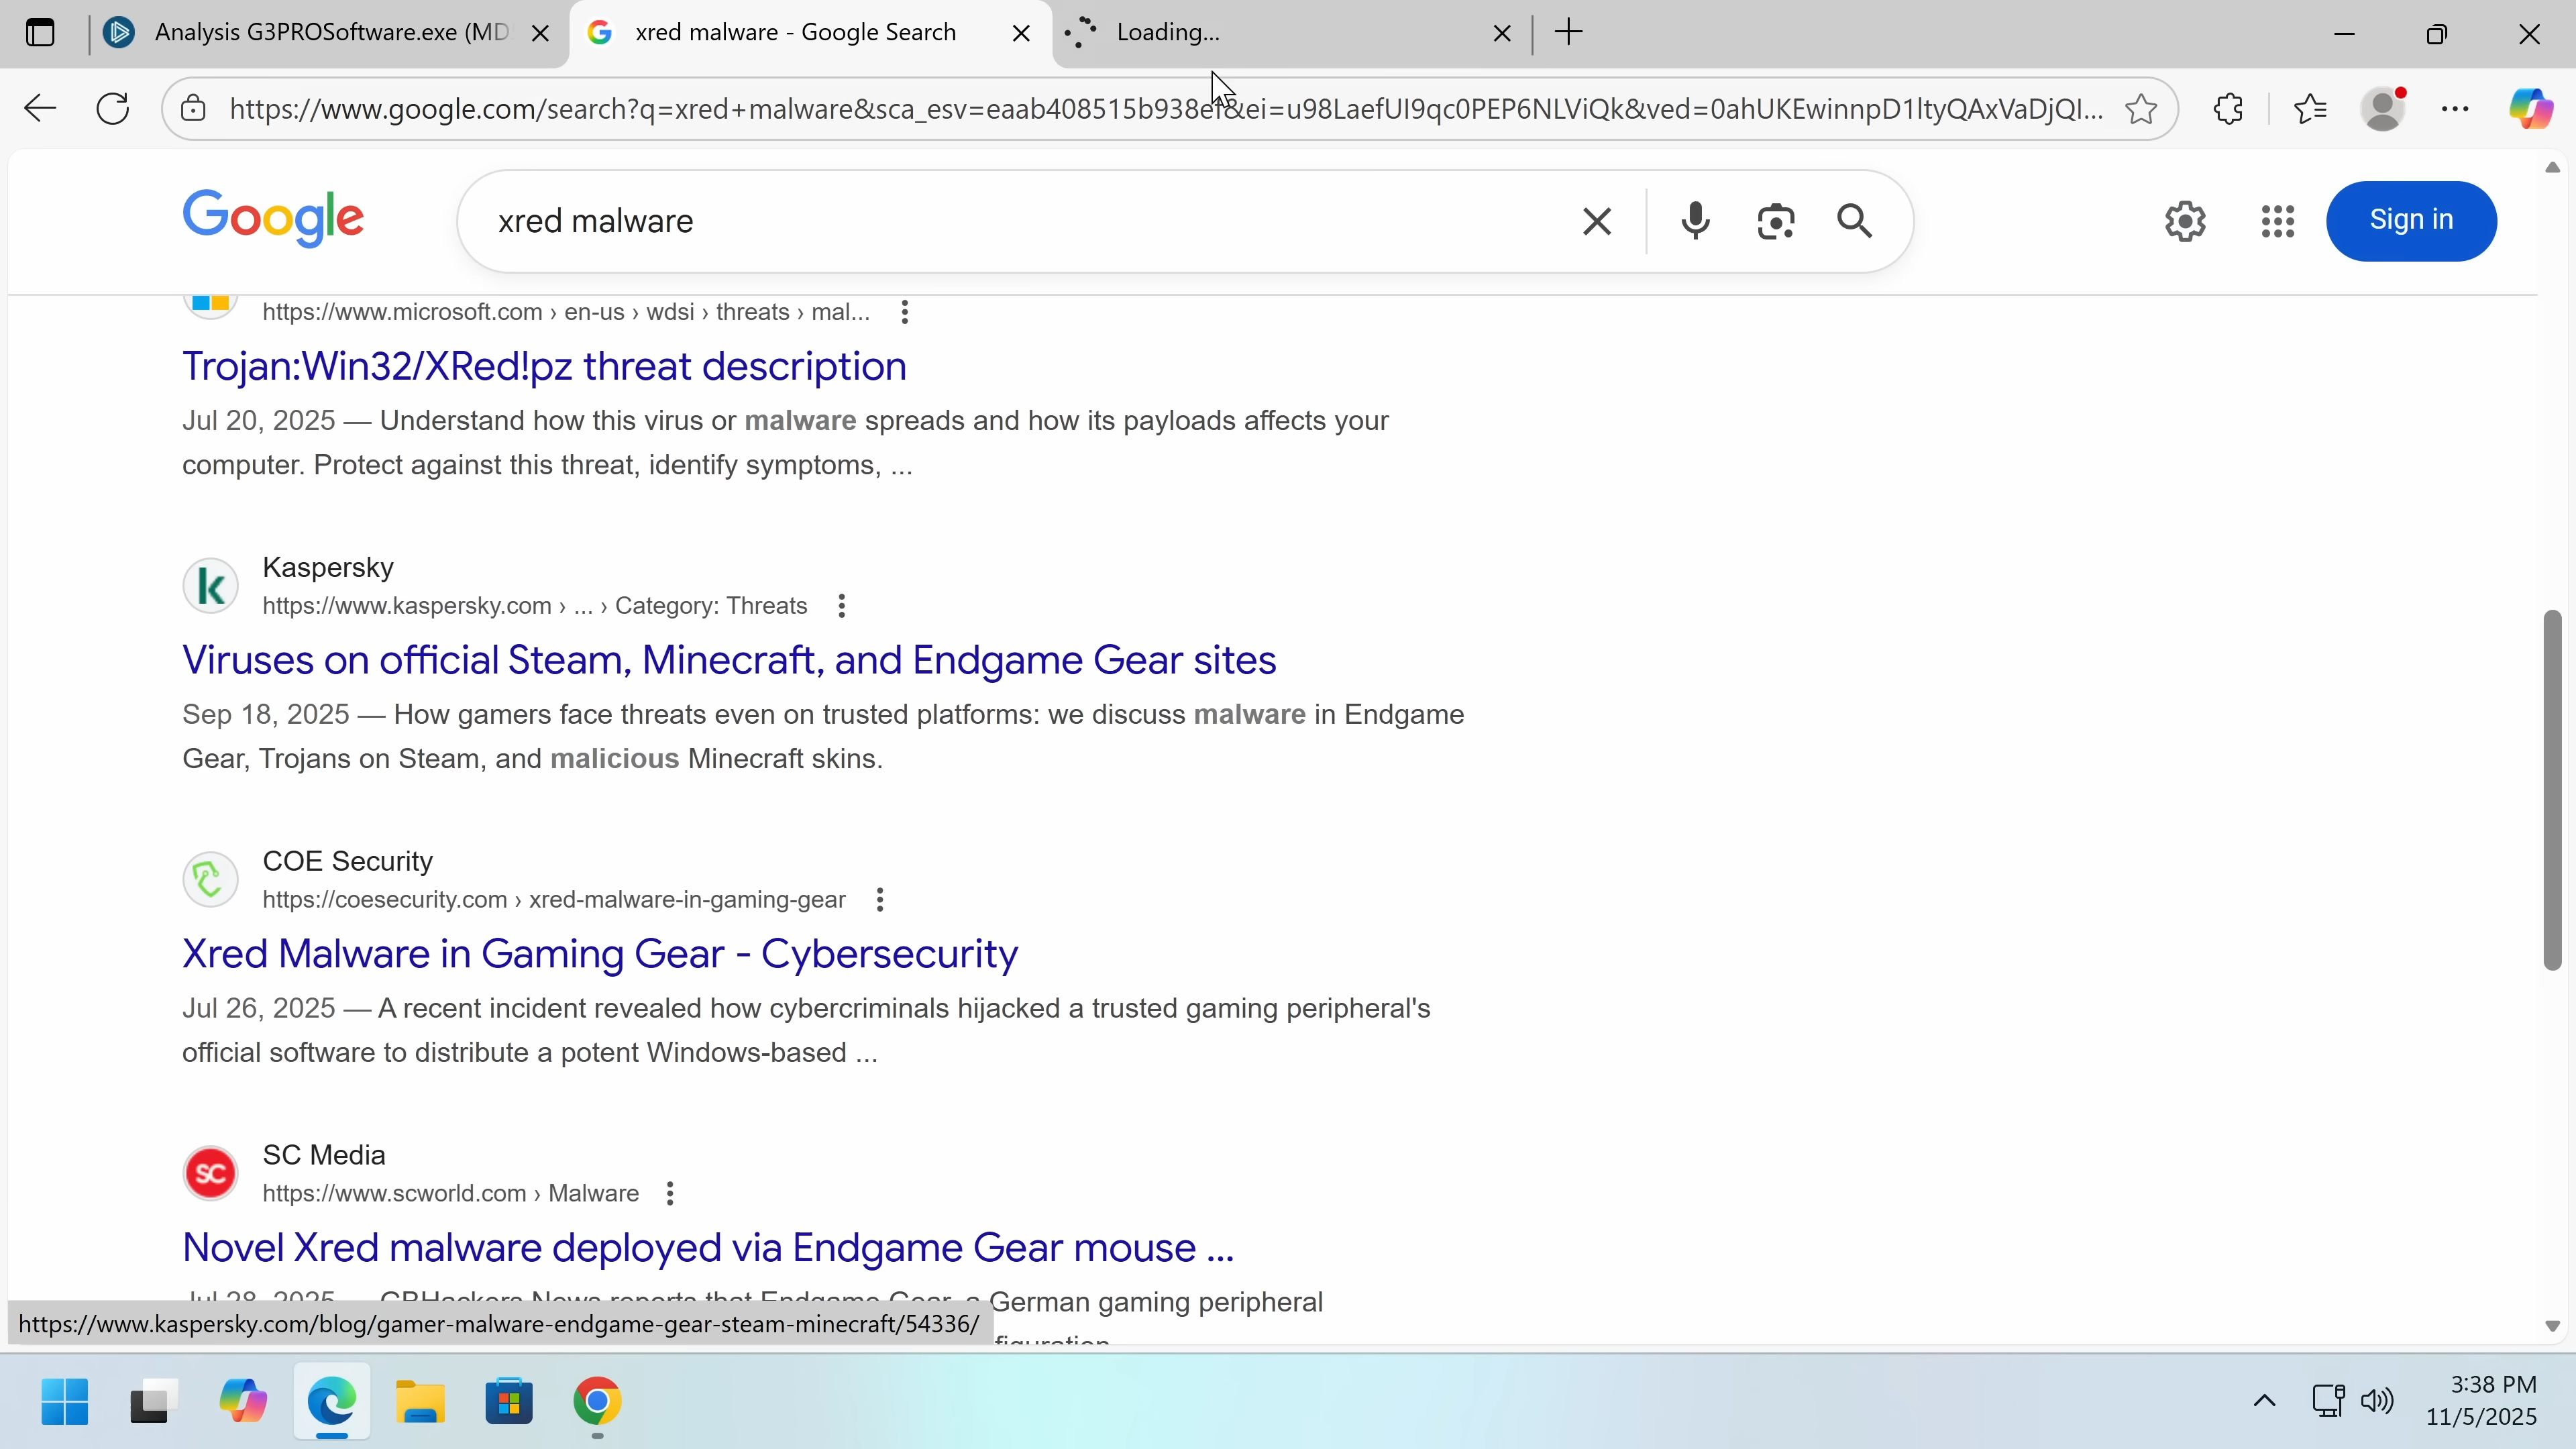 Analysis G3PROSoftware.exe (MD
xred malware - Google Search
Loading...
https://www.google.com/search?q=xred+malware&sca_esv=eaab408515b938ef&ei=u98LaefUI9qc0PEP6NLViQk&ved=0ahUKEwinnpD1ltyQAxVaDjQI...
Google
xred malware
Sign in
https://www.microsoft.com › en-us › wdsi › threats › mal...
Trojan:Win32/XRed!pz threat description
Jul 20, 2025 — Understand how this virus or malware spreads and how its payloads affects your
computer. Protect against this threat, identify symptoms, ...
Kaspersky
https://www.kaspersky.com › ... › Category: Threats
Viruses on official Steam, Minecraft, and Endgame Gear sites
Sep 18, 2025 — How gamers face threats even on trusted platforms: we discuss malware in Endgame
Gear, Trojans on Steam, and malicious Minecraft skins.
COE Security
https://coesecurity.com › xred-malware-in-gaming-gear
Xred Malware in Gaming Gear - Cybersecurity
Jul 26, 2025 — A recent incident revealed how cybercriminals hijacked a trusted gaming peripheral's
official software to distribute a potent Windows-based ...
SC
SC Media
https://www.scworld.com › Malware
Novel Xred malware deployed via Endgame Gear mouse ...
Jul 28, 2025 — GBHackers News reports that Endgame Gear, a German gaming peripheral
https://www.kaspersky.com/blog/gamer-malware-endgame-gear-steam-minecraft/54336/
3:38 PM
11/5/2025